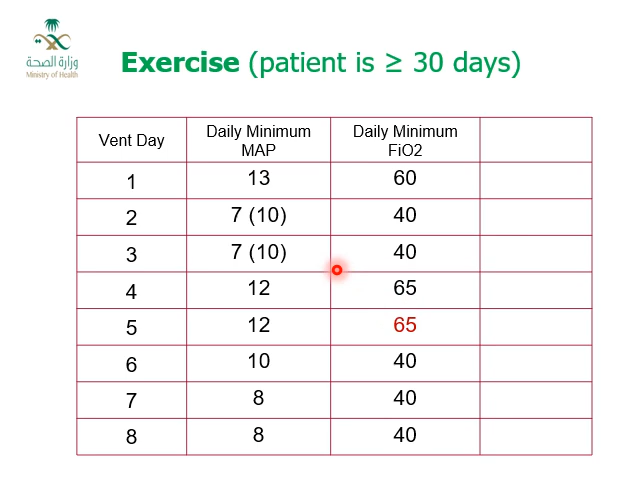 وزارة الصحة
Ministry of Health
Exercise (patient is ≥ 30 days)
Vent Day Daily Minimum MAP Daily Minimum FiO2
1 13 60
2 7 (10) 40
3 7 (10) 40
4 12 65
5 12 65
6 10 40
7 8 40
8 8 40